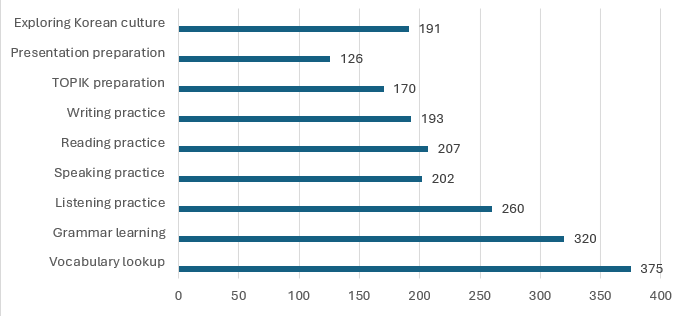 Exploring Korean culture 191
Presentation preparation 126
TOPIK preparation 170
Writing practice 193
Reading practice 207
Speaking practice 202
Listening practice 260
Grammar learning 320
Vocabulary lookup 375
0 50 100 150 200 250 300 350 400